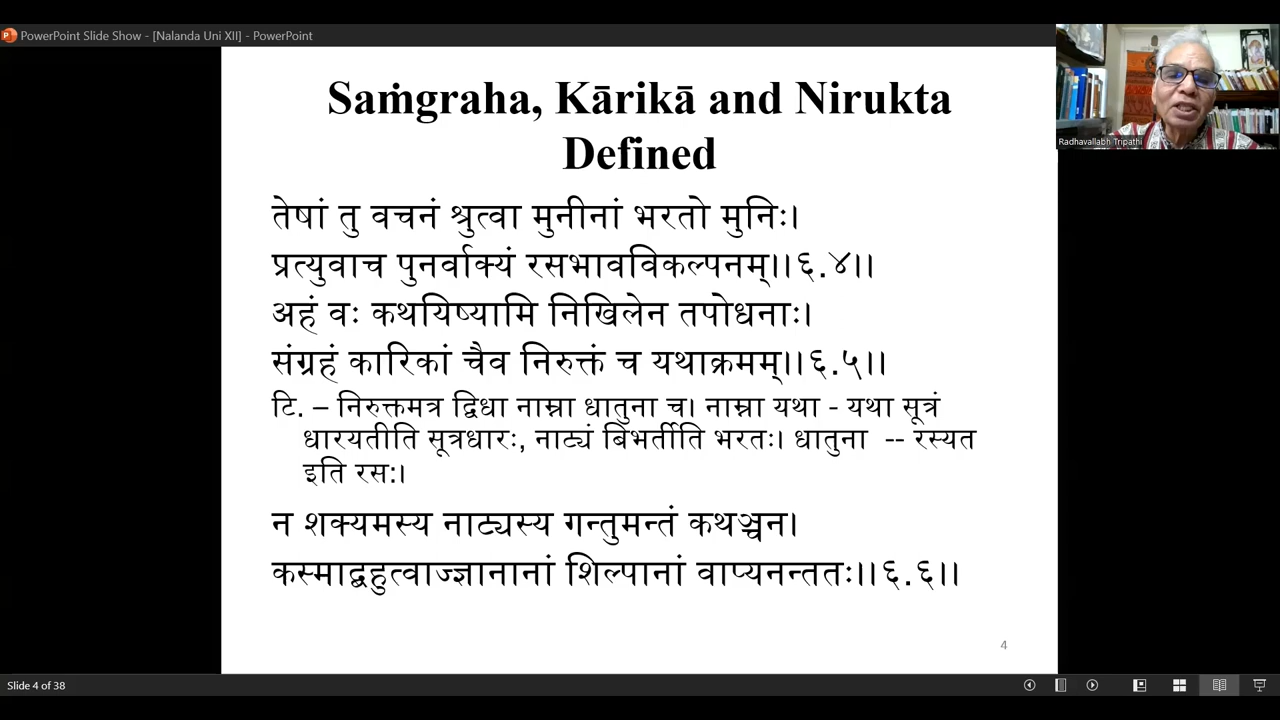 PowerPoint Slide Show - [Nalanda Uni XII] - PowerPoint
Radhavallabh Tripathi
Saṁgraha, Kārikā and Nirukta
Defined
तेषां तु वचनं श्रुत्वा मुनीनां भरतो मुनिः।
प्रत्युवाच पुनर्वाक्यं रसभावविकल्पनम्।।६.४।।
अहं वः कथयिष्यामि निखिलेन तपोधनाः।
संग्रहं कारिकां चैव निरुक्तं च यथाक्रमम्।।६.५।।
टि. – निरुक्तमत्र द्विधा नाम्ना धातुना च। नाम्ना यथा - यथा सूत्रं
धारयतीति सूत्रधारः, नाट्यं बिभर्तीति भरतः। धातुना -- रस्यत
इति रस:।
न शक्यमस्य नाट्यस्य गन्तुमन्तं कथञ्चन।
कस्माद्बहुत्वाज्ज्ञानानां शिल्पानां वाप्यनन्ततः।।६.६।।
4
Slide 4 of 38